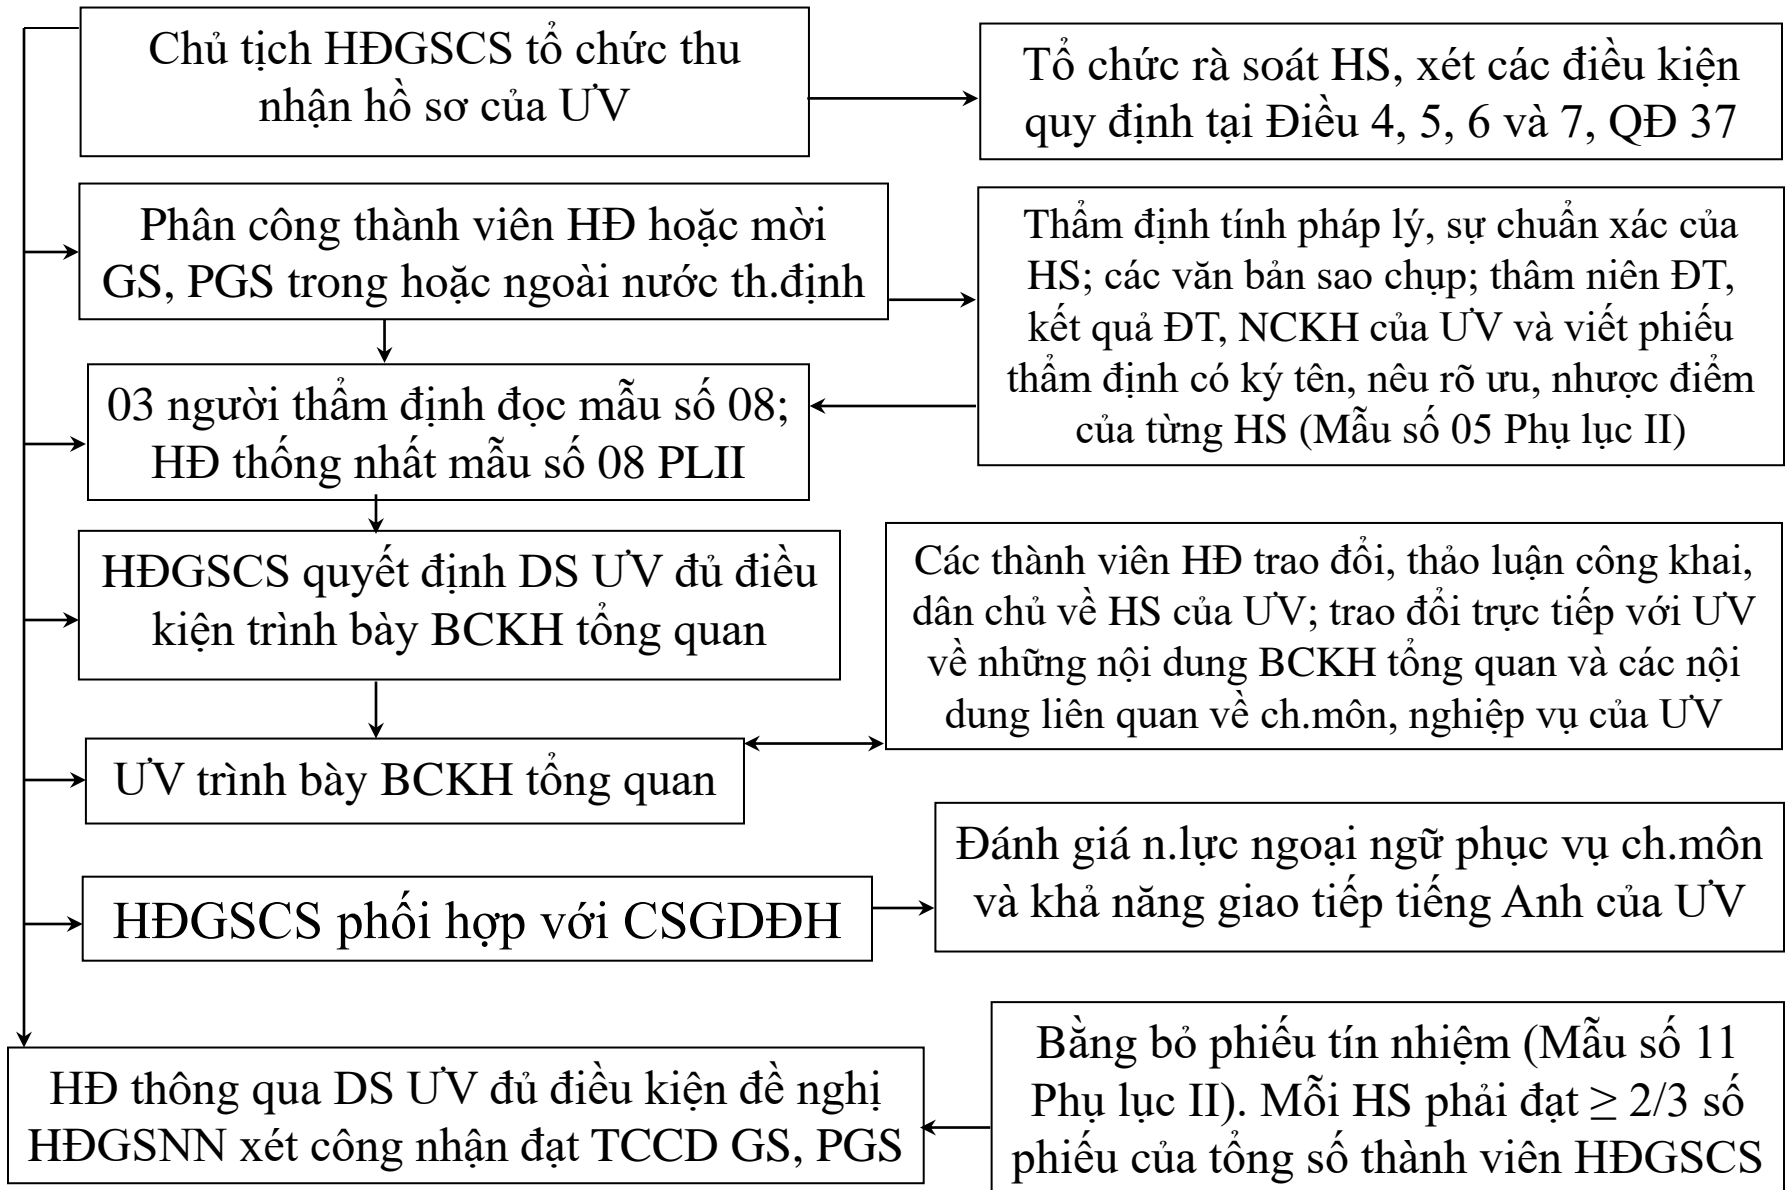 Chủ tịch HĐGSCS tổ chức thu
nhận hồ sơ của ƯV
Tổ chức rà soát HS, xét các điều kiện
quy định tại Điều 4, 5, 6 và 7, QĐ 37
Phân công thành viên HĐ hoặc mời
GS, PGS trong hoặc ngoài nước th.định
Thẩm định tính pháp lý, sự chuẩn xác của
HS; các văn bản sao chụp; thâm niên ĐT,
kết quả ĐT, NCKH của ƯV và viết phiếu
thẩm định có ký tên, nêu rõ ưu, nhược điểm
của từng HS (Mẫu số 05 Phụ lục II)
03 người thẩm định đọc mẫu số 08;
HĐ thống nhất mẫu số 08 PLII
HĐGSCS quyết định DS ƯV đủ điều
kiện trình bày BCKH tổng quan
Các thành viên HĐ trao đổi, thảo luận công khai,
dân chủ về HS của ƯV; trao đổi trực tiếp với ƯV
về những nội dung BCKH tổng quan và các nội
dung liên quan về ch.môn, nghiệp vụ của ƯV
ƯV trình bày BCKH tổng quan
Đánh giá n.lực ngoại ngữ phục vụ ch.môn
và khả năng giao tiếp tiếng Anh của ƯV
HĐGSCS phối hợp với CSGDĐH
HĐ thông qua DS ƯV đủ điều kiện đề nghị
HĐGSNN xét công nhận đạt TCCD GS, PGS
Bằng bỏ phiếu tín nhiệm (Mẫu số 11
Phụ lục II). Mỗi HS phải đạt ≥ 2/3 số
phiếu của tổng số thành viên HĐGSCS